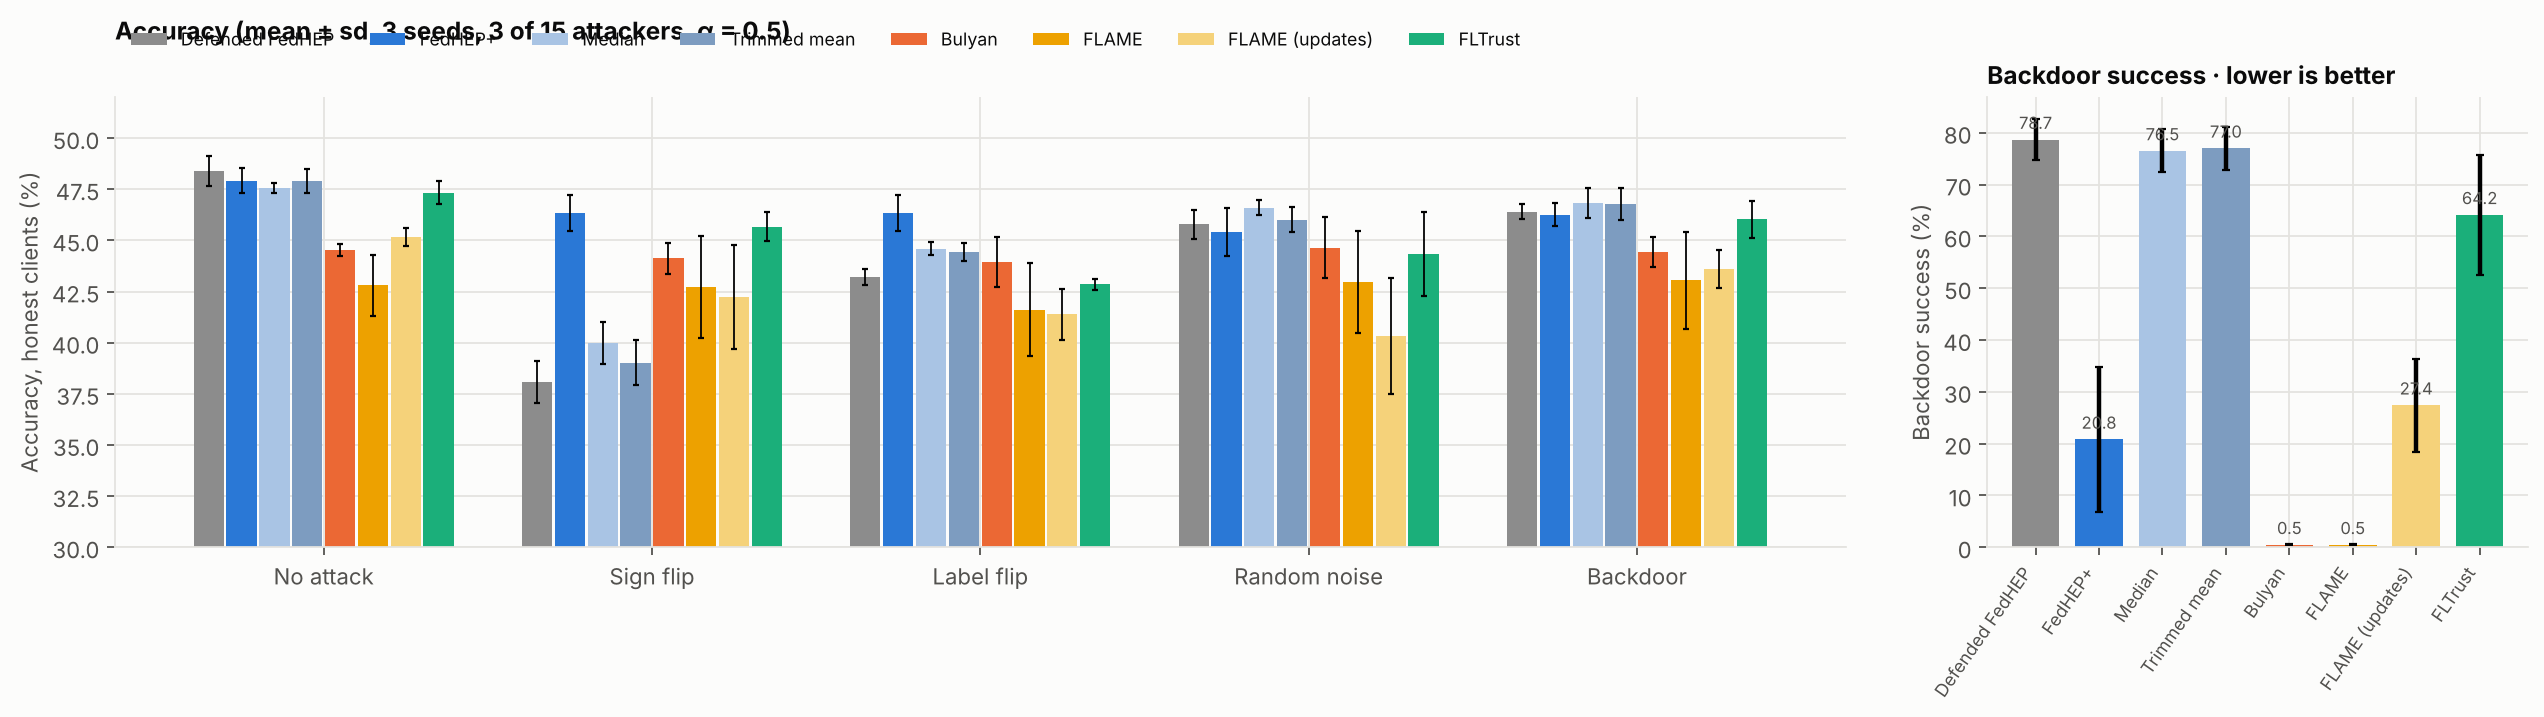 Accuracy (mean ± sd, 3 seeds, 3 of 15 attackers, α = 0.5)
Defended FedHEP FedHEP+ Median Trimmed mean Bulyan FLAME FLAME (updates) FLTrust
Accuracy, honest clients (%)
50.0
47.5
45.0
42.5
40.0
37.5
35.0
32.5
30.0
No attack Sign flip Label flip Random noise Backdoor
Backdoor success · lower is better
Backdoor success (%)
80
70
60
50
40
30
20
10
0
78.7 20.8 76.5 77.0 0.5 0.5 27.4 64.2
Defended FedHEP
FedHEP+
Median
Trimmed mean
Bulyan
FLAME
FLAME (updates)
FLTrust